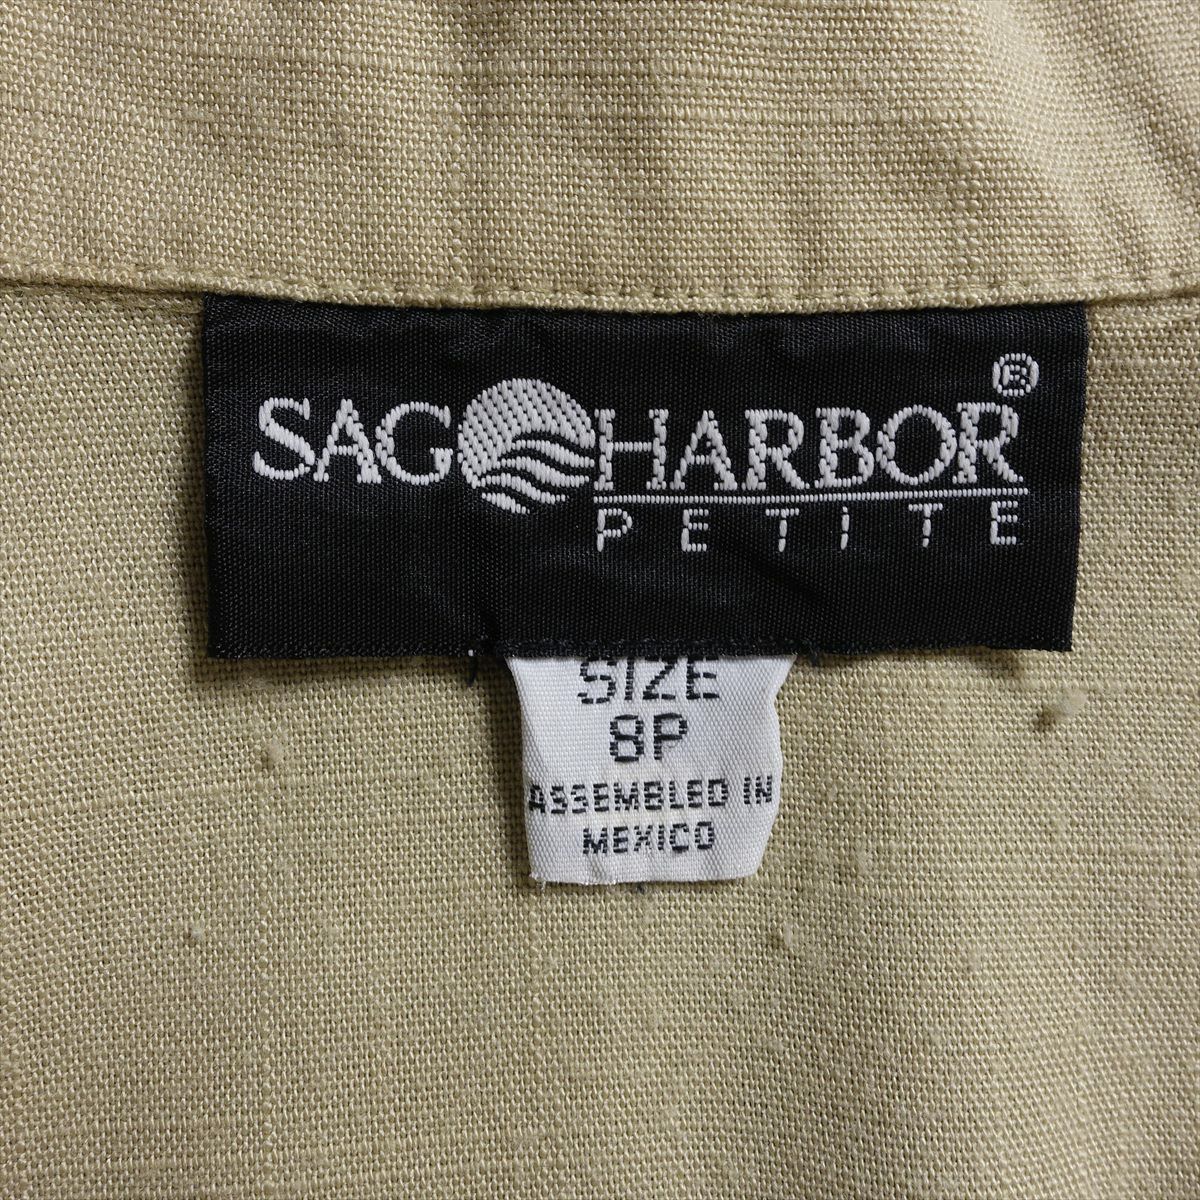 SAG HARBOR®
PETiTE
SIZE
8P
ASSEMBLED IN
MEXICO